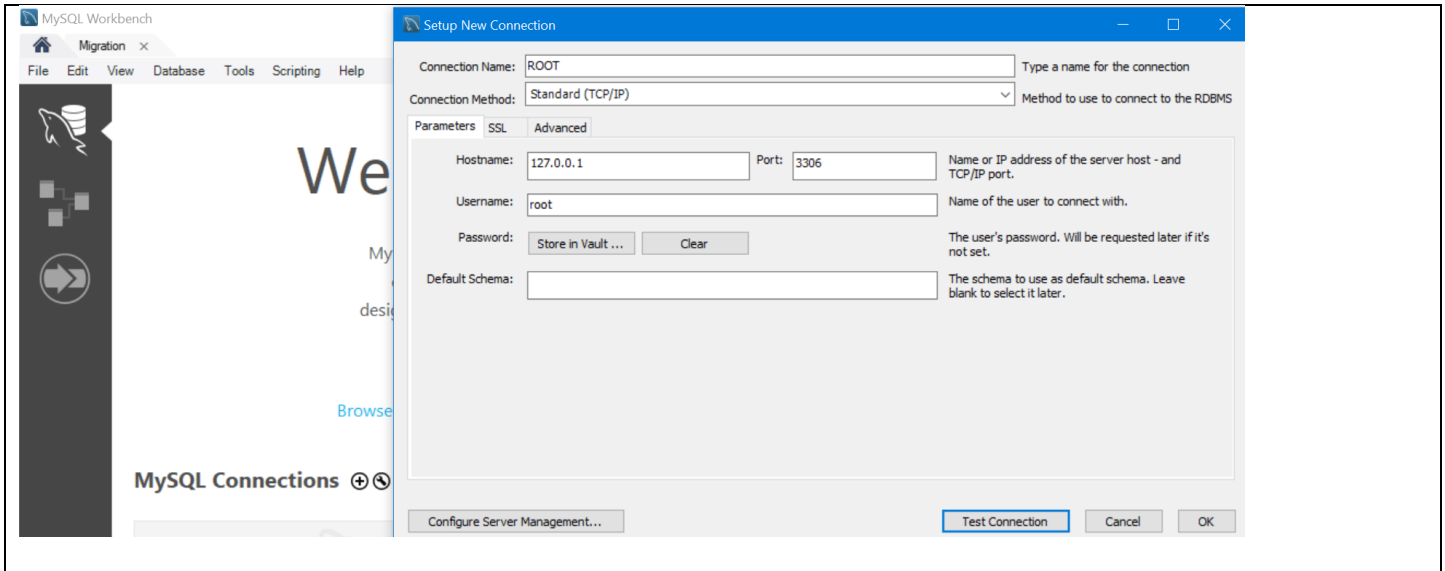 MySQL Workbench
Migration
File Edit View Database Tools Scripting Help
We
My
desi
Browse
MySQL Connections
Setup New Connection
Connection Name: ROOT Type a name for the connection
Connection Method: Standard (TCP/IP) Method to use to connect to the RDBMS
Parameters SSL Advanced
Hostname: 127.0.0.1 Port: 3306 Name or IP address of the server host - and
TCP/IP port.
Username: root Name of the user to connect with.
Password: Store in Vault ... Clear The user's password. Will be requested later if it's
not set.
Default Schema: The schema to use as default schema. Leave
blank to select it later.
Configure Server Management... Test Connection Cancel OK